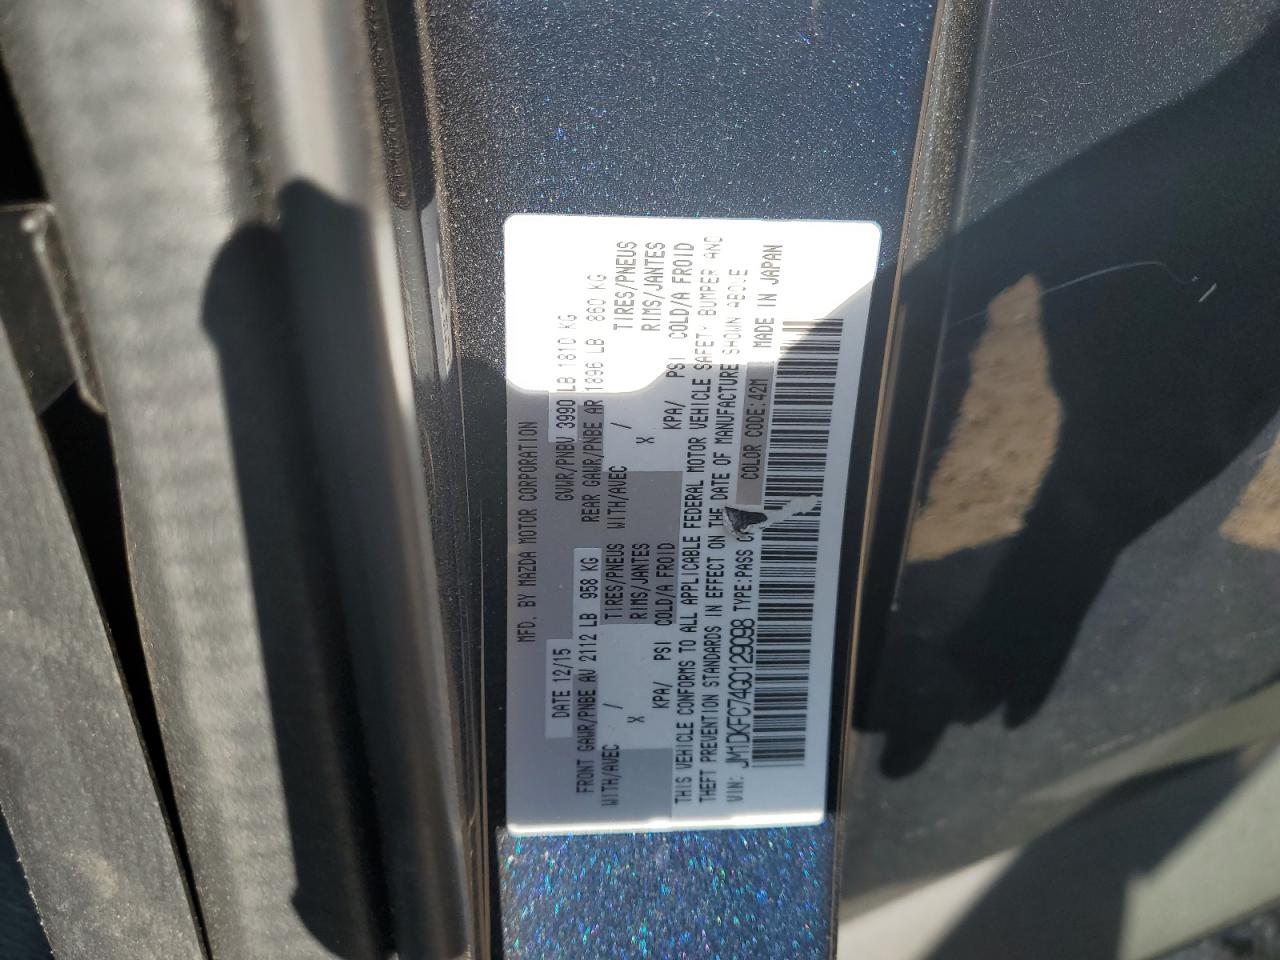 MFD. BY MAZDA MOTOR CORPORATION
DATE 12/15 GVWR/PNBV 3990 LB 1810 KG
FRONT GAWR/PNBE AV 2112 LB 958 KG REAR GAWR/PNBE AR 1896 LB 860 KG
WITH/AVEC / TIRES/PNEUS WITH/AVEC / TIRES/PNEUS
X RIMS/JANTES X RIMS/JANTES
KPA/ PSI COLD/A FROID KPA/ PSI COLD/A FROID
THIS VEHICLE CONFORMS TO ALL APPLICABLE FEDERAL MOTOR VEHICLE SAFETY BUMPER AND
THEFT PREVENTION STANDARDS IN EFFECT ON THE DATE OF MANUFACTURE SHOWN ABOVE
VIN: JM1DKFC74G0129098 TYPE:PASS COLOR CODE:42M MADE IN JAPAN